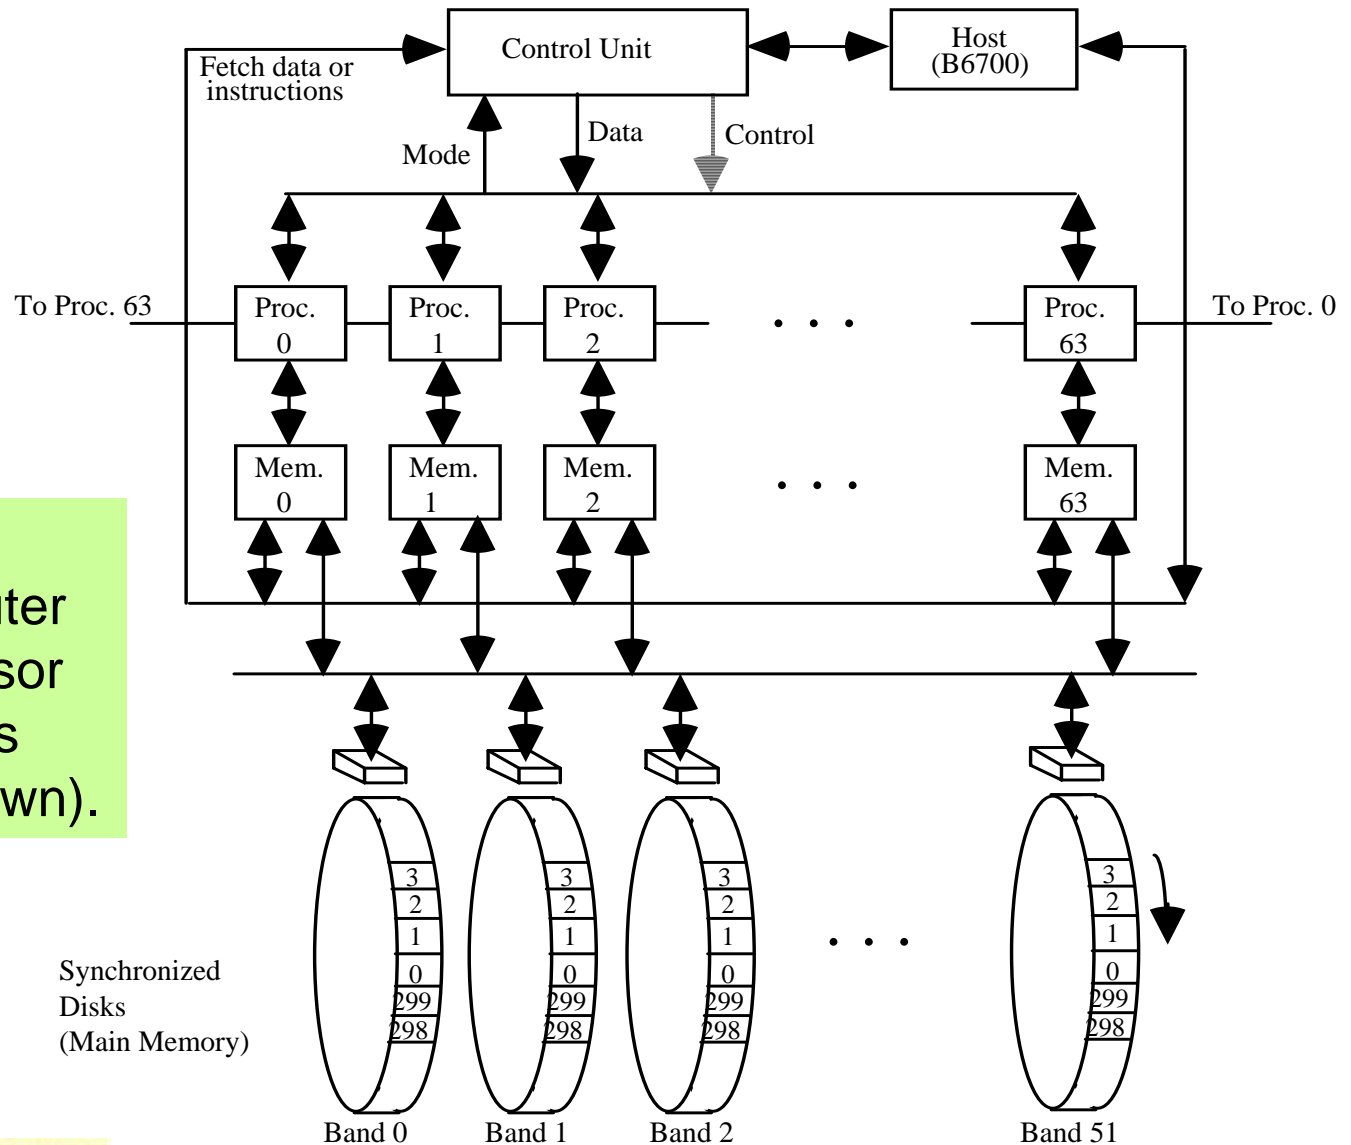 Control Unit
Host
(B6700)
Fetch data or
instructions
Mode
Data
Control
To Proc. 63
Proc.
0
Proc.
1
Proc.
2
. . .
Proc.
63
To Proc. 0
Mem.
0
Mem.
1
Mem.
2
. . .
Mem.
63
wn).
3
2
1
0
299
298
3
2
1
0
299
298
3
2
1
0
299
298
. . .
3
2
1
0
299
298
Synchronized
Disks
(Main Memory)
Band 0
Band 1
Band 2
Band 51